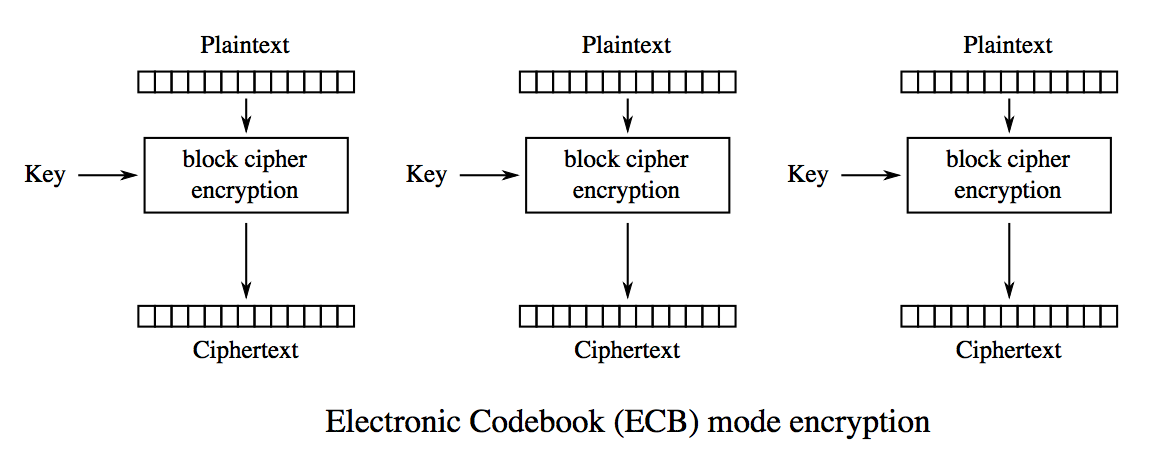 Plaintext
Plaintext
Plaintext
Key
block cipher
encryption
Key
block cipher
encryption
Key
block cipher
encryption
Ciphertext
Ciphertext
Ciphertext
Electronic Codebook (ECB) mode encryption